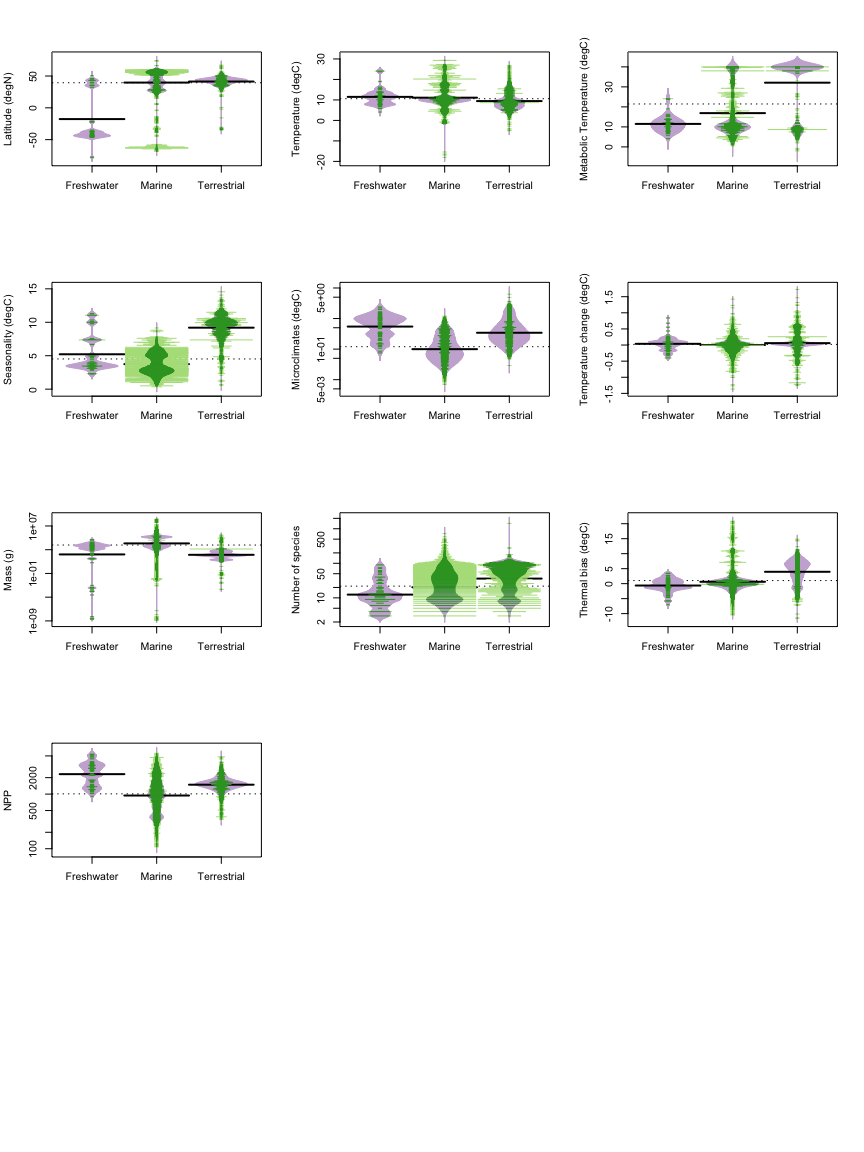 Latitude (degN)
50
0
-50
Freshwater Marine Terrestrial
Temperature (degC)
30
10
0
-20
Freshwater Marine Terrestrial
Metabolic Temperature (degC)
30
10
0
Freshwater Marine Terrestrial
Seasonality (degC)
15
10
5
0
Freshwater Marine Terrestrial
Microclimates (degC)
5e+00
1e-01
5e-03
Freshwater Marine Terrestrial
Temperature change (degC)
1.5
0.5
-0.5
-1.5
Freshwater Marine Terrestrial
Mass (g)
1e+07
1e-01
1e-09
Freshwater Marine Terrestrial
Number of species
500
50
10
2
Freshwater Marine Terrestrial
Thermal bias (degC)
15
5
0
-10
Freshwater Marine Terrestrial
NPP
2000
500
100
Freshwater Marine Terrestrial